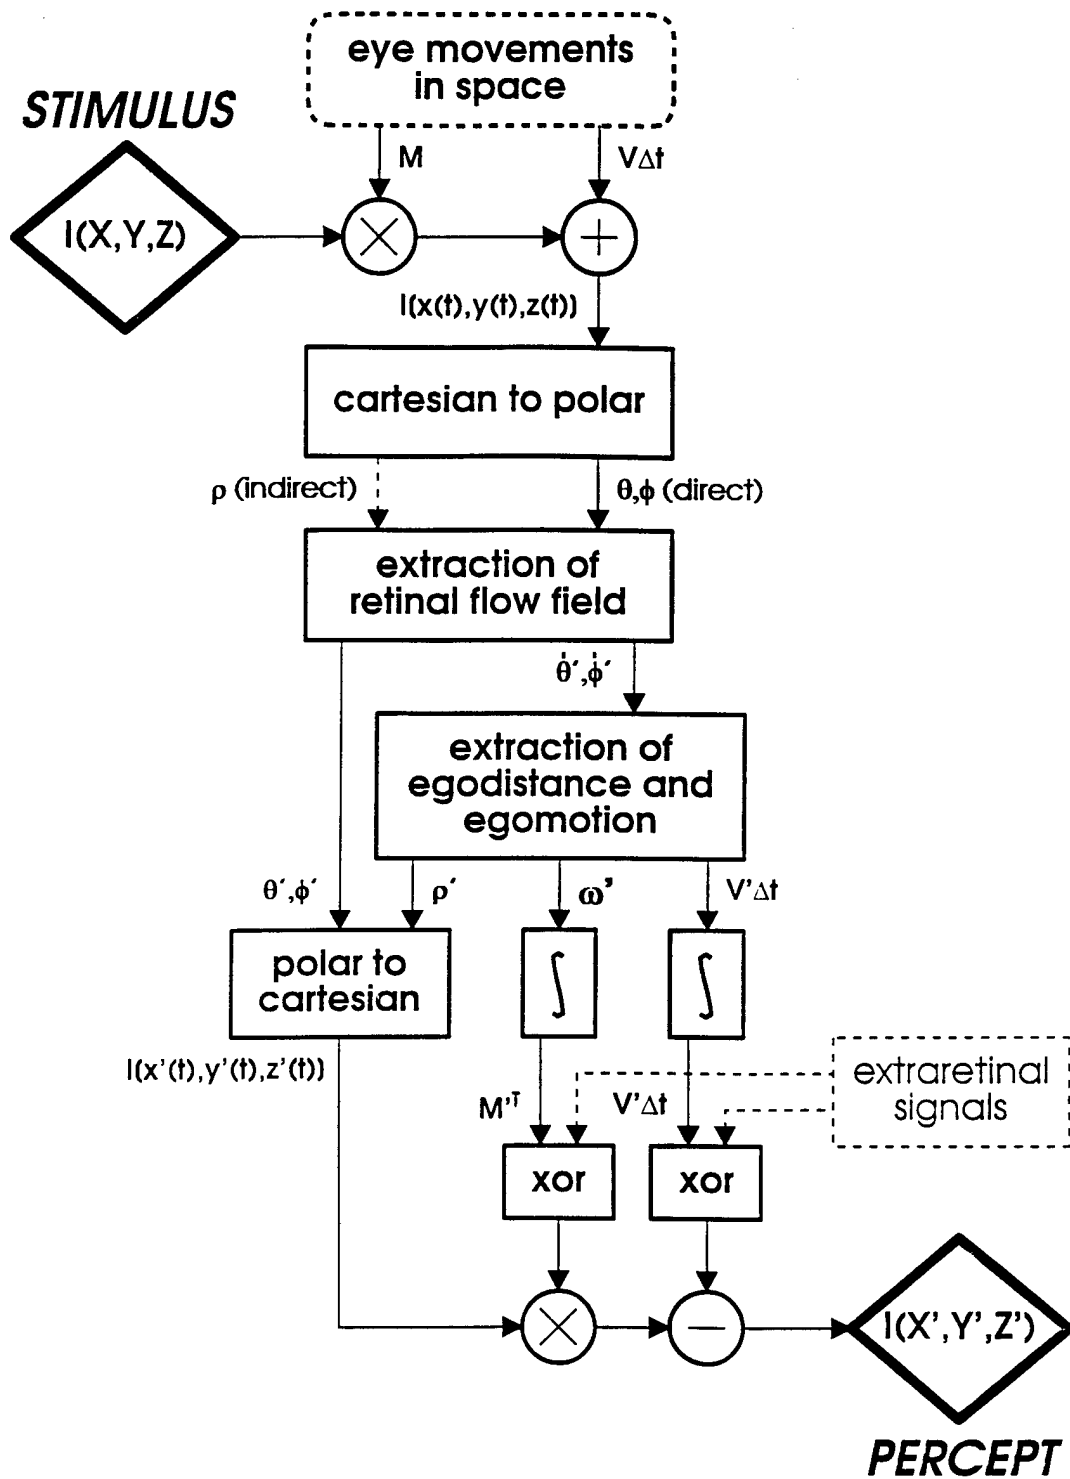 eye movements
in space
STIMULUS
M
VΔt
I(X,Y,Z)
×
+
I(x(t),y(t),z(t))
cartesian to polar
ρ (indirect)
θ,ϕ (direct)
extraction of
retinal flow field
θ̇′,ϕ̇′
extraction of
egodistance and
egomotion
θ′,ϕ′
ρ′
ω’
V'Δt
polar to
cartesian
∫
∫
I(x'(t),y'(t),z'(t))
extraretinal
signals
M'ᵀ
V'Δt
xor
xor
×
−
I(X',Y',Z')
PERCEPT